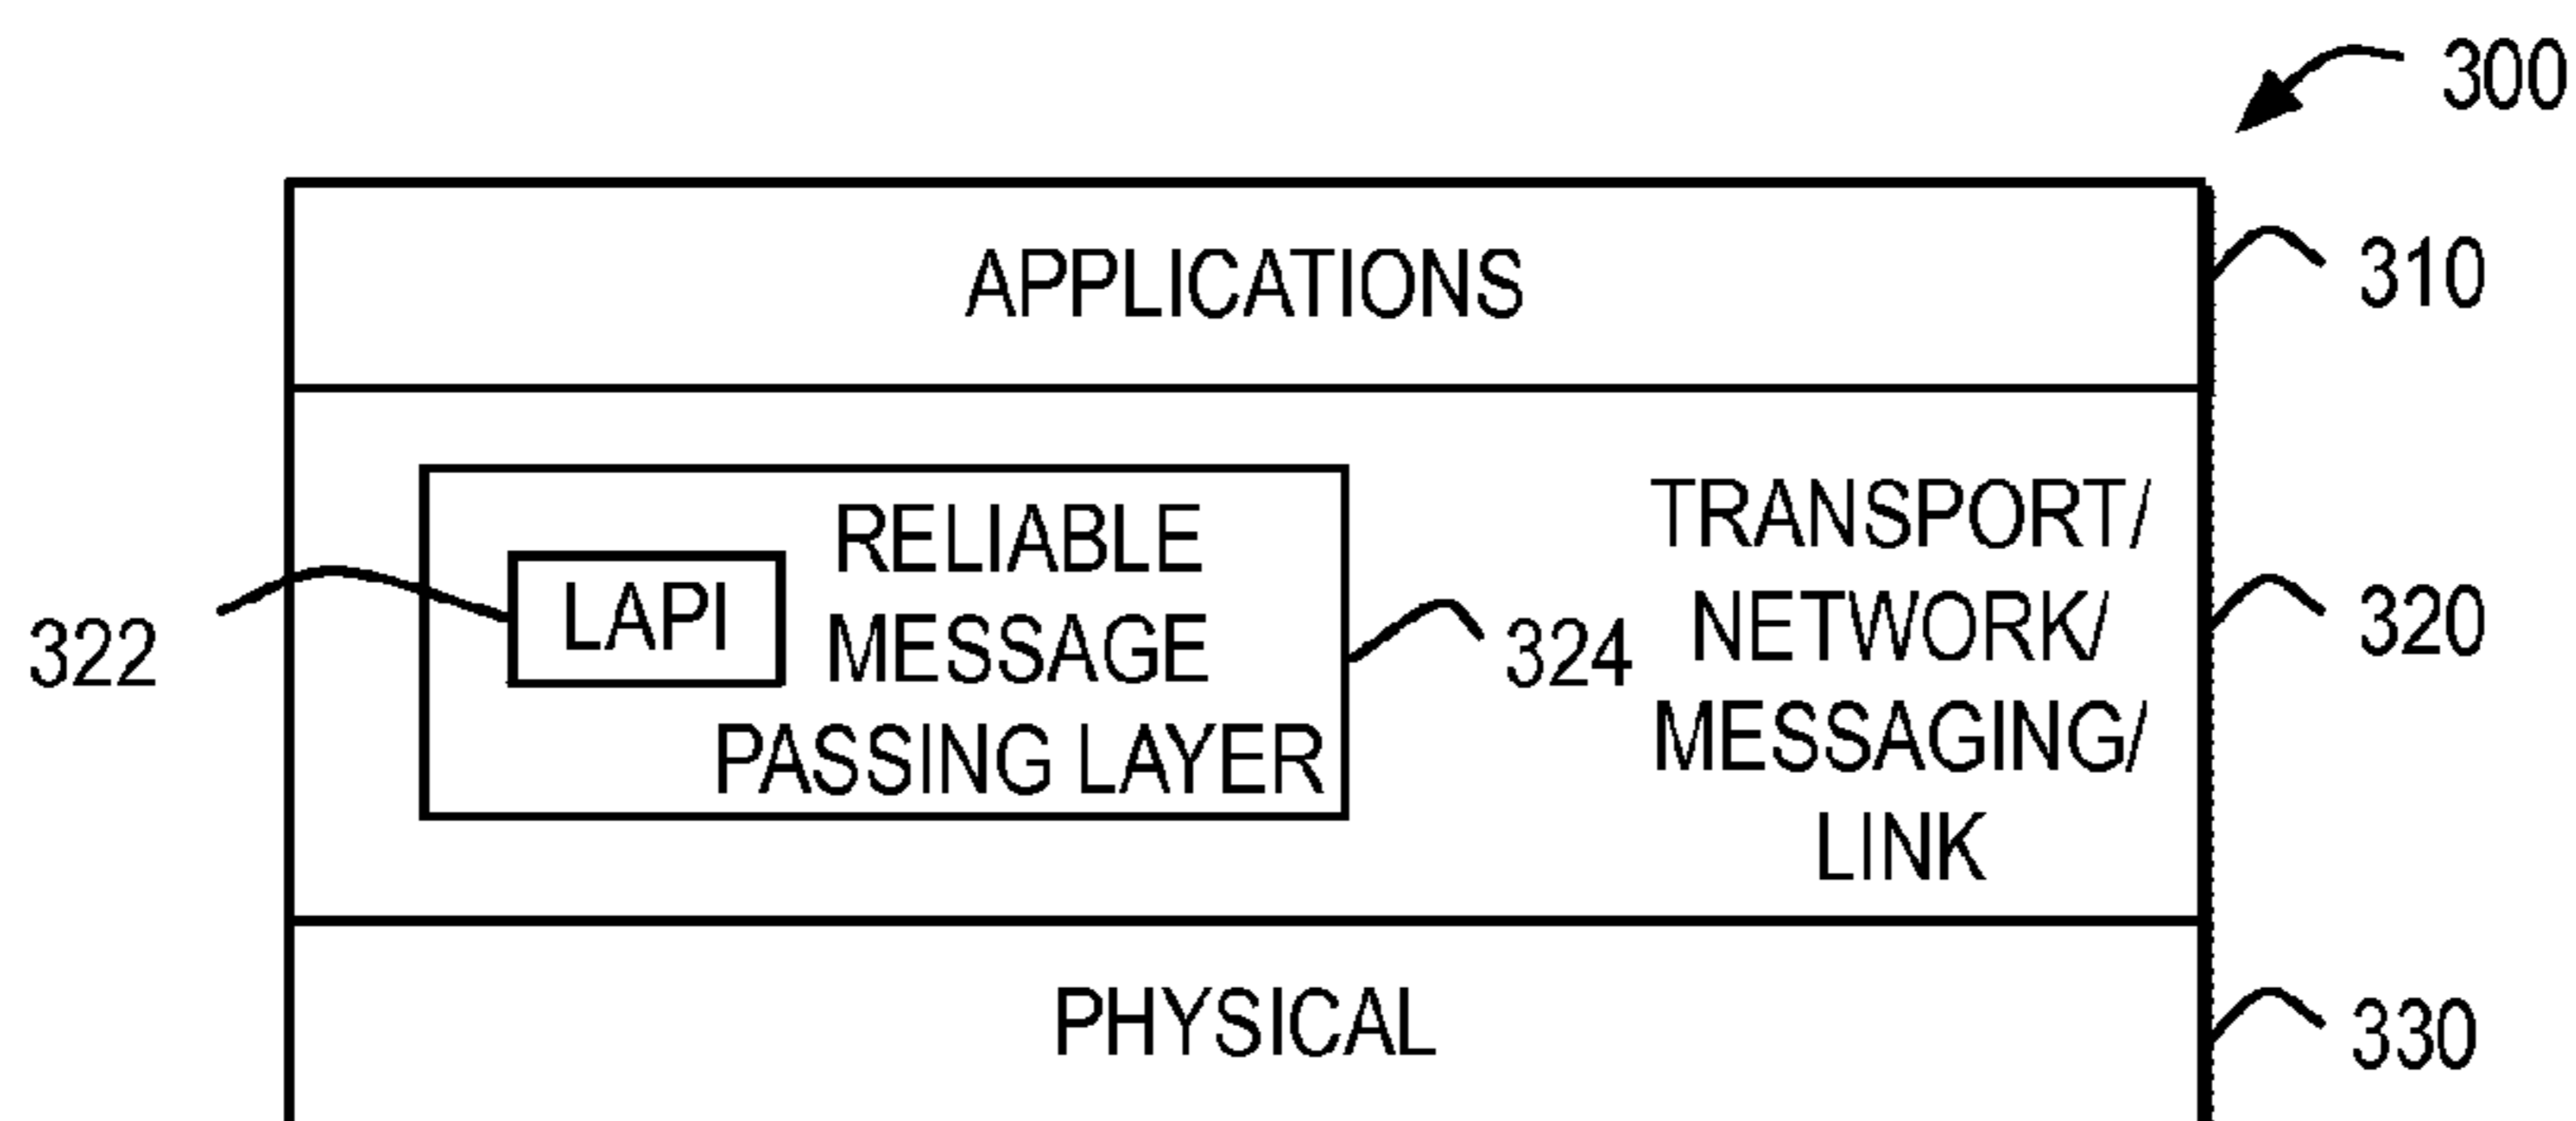 300
APPLICATIONS
310
RELIABLE
MESSAGE
PASSING LAYER
LAPI
322
324
TRANSPORT/
NETWORK/
MESSAGING/
LINK
320
PHYSICAL
330